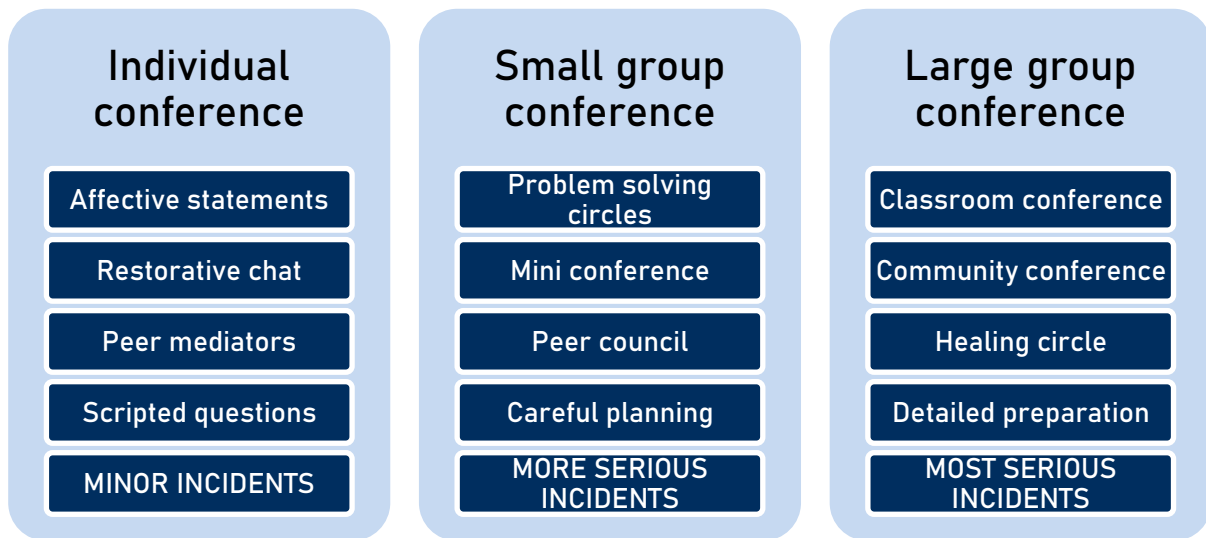 Individual
conference
Affective statements
Restorative chat
Peer mediators
Scripted questions
MINOR INCIDENTS
Small group
conference
Problem solving
circles
Mini conference
Peer council
Careful planning
MORE SERIOUS
INCIDENTS
Large group
conference
Classroom conference
Community conference
Healing circle
Detailed preparation
MOST SERIOUS
INCIDENTS